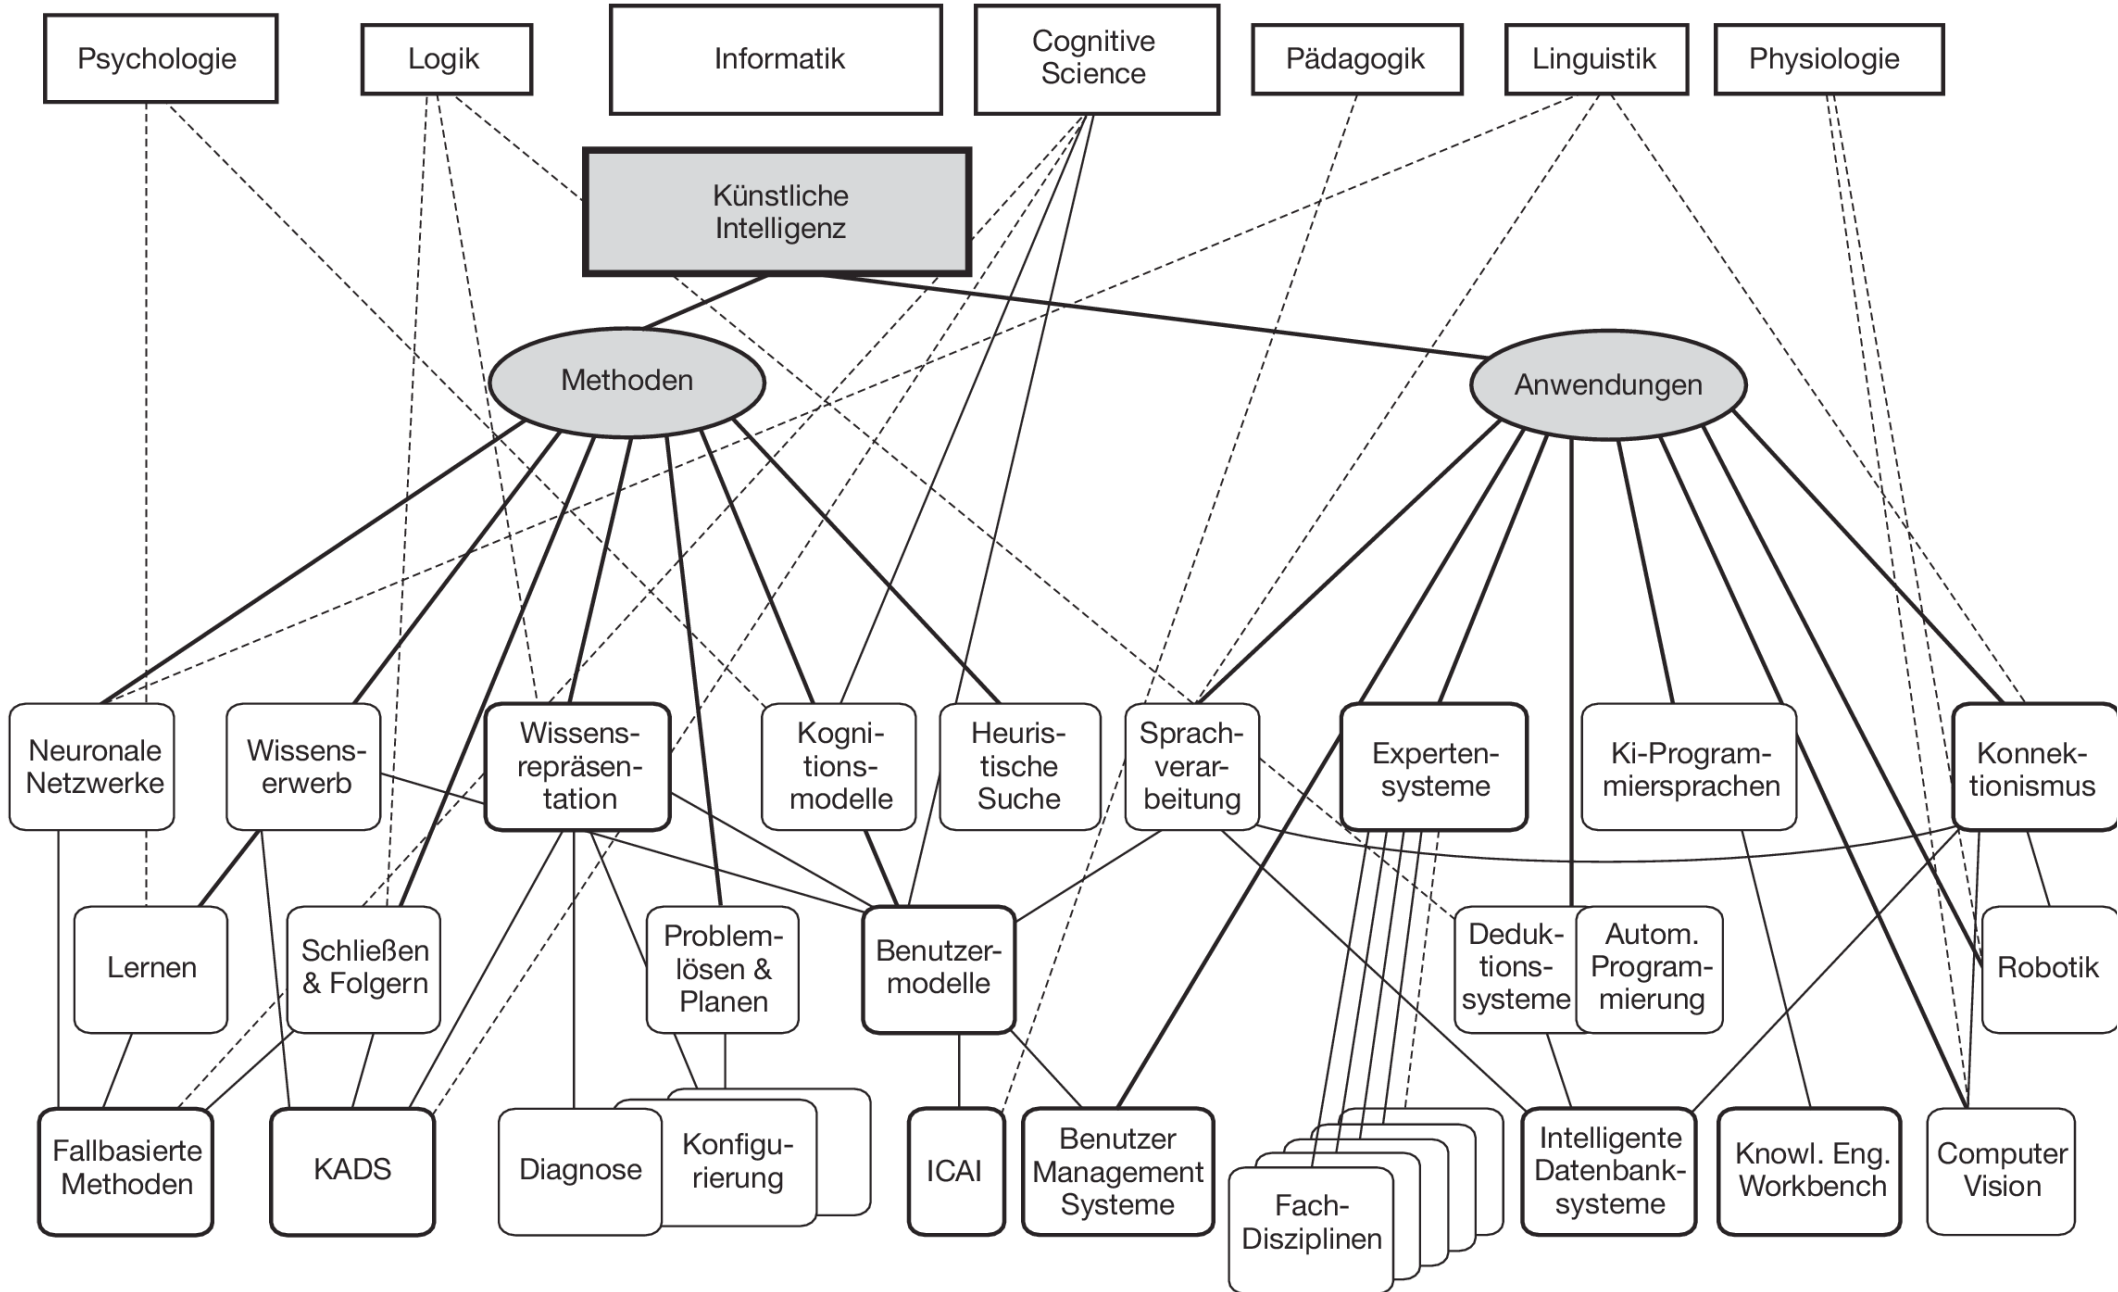 Psychologie
Logik
Informatik
Cognitive
Science
Pädagogik
Linguistik
Physiologie
Künstliche
Intelligenz
Methoden
Anwendungen
Neuronale
Netzwerke
Wissens-
erwerb
Wissens-
repräsen-
tation
Kogni-
tions-
modelle
Heuris-
tische
Suche
Sprach-
verar-
beitung
Experten-
systeme
Ki-Program-
miersprachen
Konnek-
tionismus
Lernen
Schließen
& Folgern
Problem-
lösen &
Planen
Benutzer-
modelle
Deduk-
tions-
systeme
Autom.
Program-
mierung
Robotik
Fallbasierte
Methoden
KADS
Diagnose
Konfigu-
rierung
ICAI
Benutzer
Management
Systeme
Fach-
Disziplinen
Intelligente
Datenbank-
systeme
Knowl. Eng.
Workbench
Computer
Vision